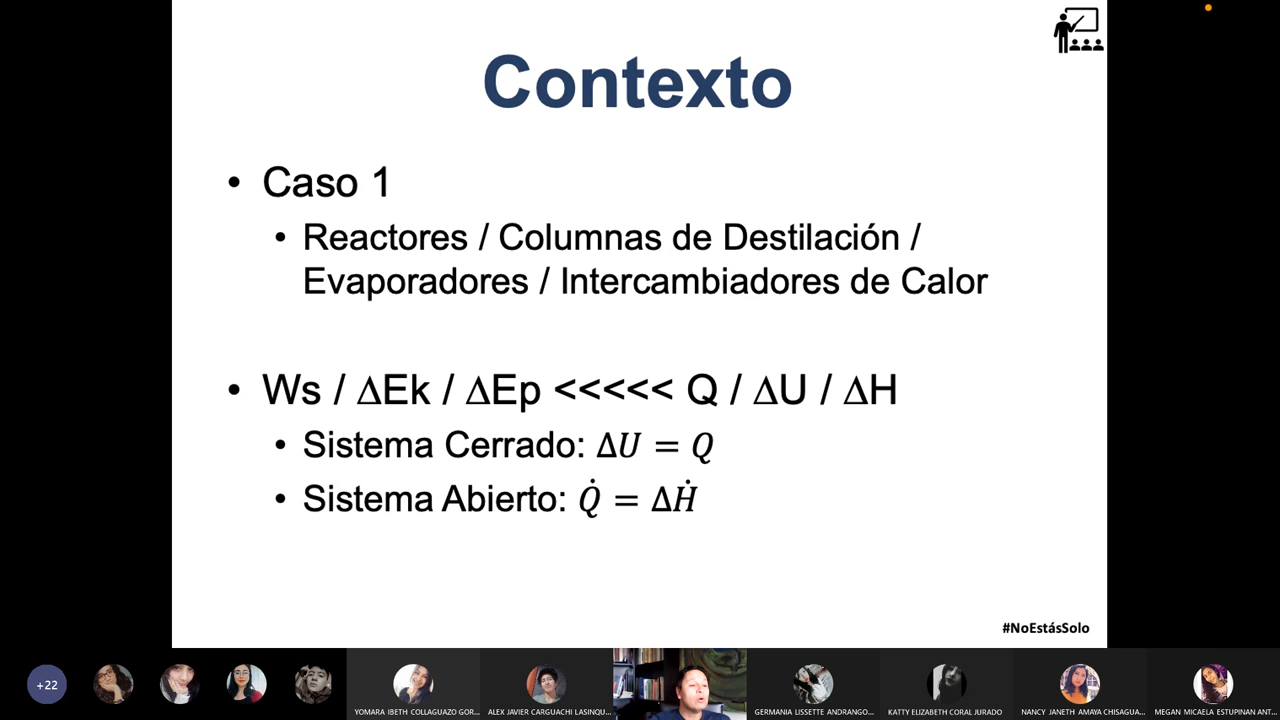 Contexto
• Caso 1
• Reactores / Columnas de Destilación /
Evaporadores / Intercambiadores de Calor
• Ws / ∆Ek / ∆Ep <<<<< Q / ∆U / ∆H
• Sistema Cerrado: ∆U = Q
• Sistema Abierto: Q̇ = ∆Ḣ
#NoEstásSolo
+22
YOMARA IBETH COLLAGUAZO GOR...
ALEX JAVIER CARGUACHI LASINQU...
GERMANIA LISSETTE ANDRANGO...
KATTY ELIZABETH CORAL JURADO
NANCY JANETH AMAYA CHISAGUA...
MEGAN MICAELA ESTUPINAN ANT...